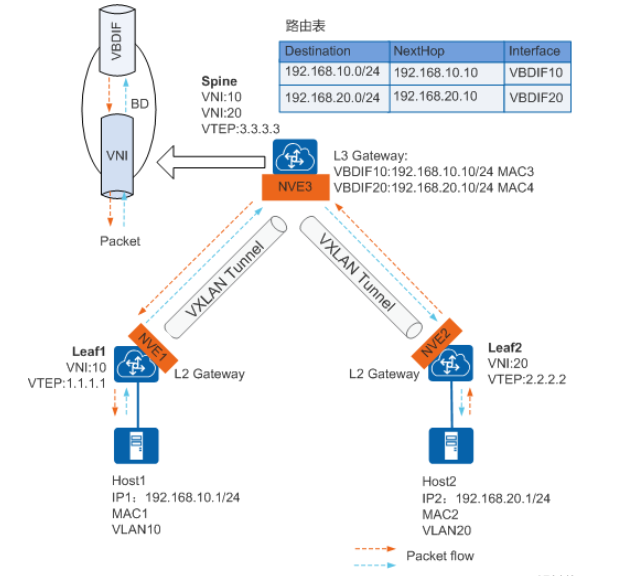 路由表
Destination NextHop Interface
192.168.10.0/24 192.168.10.10 VBDIF10
192.168.20.0/24 192.168.20.10 VBDIF20
VBDIF
BD
VNI
Packet
Spine
VNI:10
VNI:20
VTEP:3.3.3.3
L3 Gateway:
VBDIF10:192.168.10.10/24 MAC3
VBDIF20:192.168.20.10/24 MAC4
NVE3
VXLAN Tunnel
VXLAN Tunnel
Leaf1
VNI:10
VTEP:1.1.1.1
NVE1
L2 Gateway
NVE2
L2 Gateway
Leaf2
VNI:20
VTEP:2.2.2.2
Host1
IP1：192.168.10.1/24
MAC1
VLAN10
Host2
IP2：192.168.20.1/24
MAC2
VLAN20
Packet flow